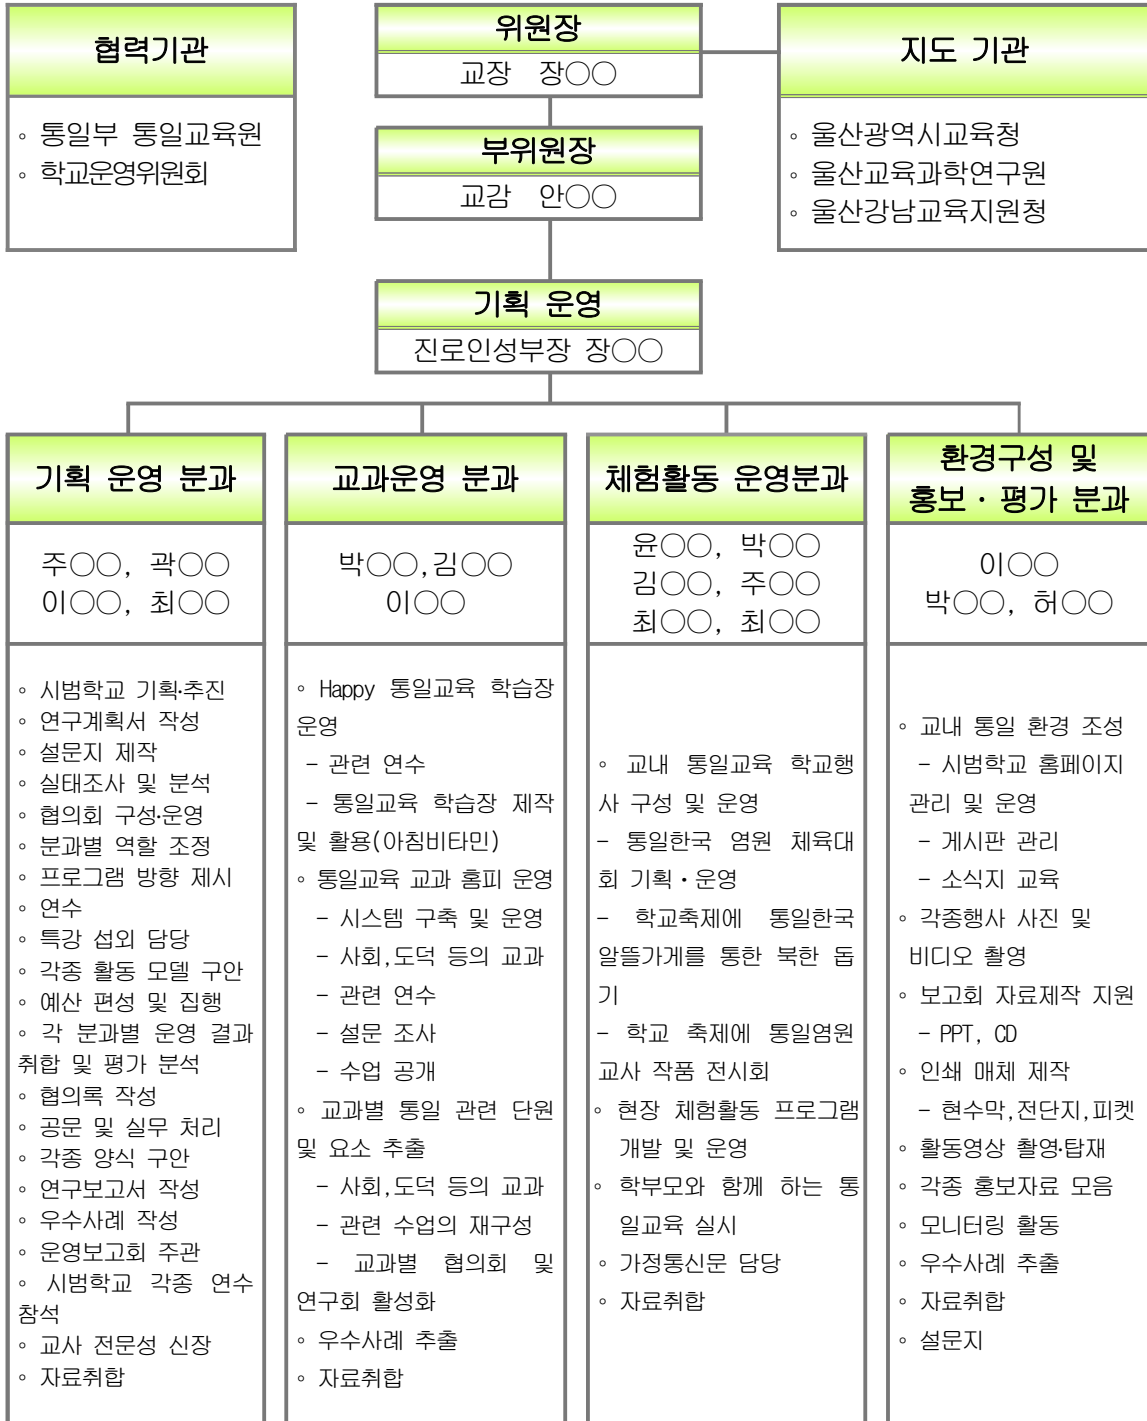 협력기관
◦ 통일부 통일교육원
◦ 학교운영위원회
위원장
교장 장○○
지도 기관
◦ 울산광역시교육청
◦ 울산교육과학연구원
◦ 울산강남교육지원청
부위원장
교감 안○○
기획 운영
진로인성부장 장○○
기획 운영 분과
주○○, 곽○○
이○○, 최○○
◦ 시범학교 기획·추진
◦ 연구계획서 작성
◦ 설문지 제작
◦ 실태조사 및 분석
◦ 협의회 구성·운영
◦ 분과별 역할 조정
◦ 프로그램 방향 제시
◦ 연수
◦ 특강 섭외 담당
◦ 각종 활동 모델 구안
◦ 예산 편성 및 집행
◦ 각 분과별 운영 결과
취합 및 평가 분석
◦ 협의록 작성
◦ 공문 및 실무 처리
◦ 각종 양식 구안
◦ 연구보고서 작성
◦ 우수사례 작성
◦ 운영보고회 주관
◦ 시범학교 각종 연수
참석
◦ 교사 전문성 신장
◦ 자료취합
교과운영 분과
박○○,김○○
이○○
◦ Happy 통일교육 학습장
운영
- 관련 연수
- 통일교육 학습장 제작
및 활용(아침비타민)
◦ 통일교육 교과 홈피 운영
- 시스템 구축 및 운영
- 사회,도덕 등의 교과
- 관련 연수
- 설문 조사
- 수업 공개
◦ 교과별 통일 관련 단원
및 요소 추출
- 사회,도덕 등의 교과
- 관련 수업의 재구성
- 교과별 협의회 및
연구회 활성화
◦ 우수사례 추출
◦ 자료취합
체험활동 운영분과
윤○○, 박○○
김○○, 주○○
최○○, 최○○
◦ 교내 통일교육 학교행
사 구성 및 운영
- 통일한국 염원 체육대
회 기획・운영
- 학교축제에 통일한국
알뜰가게를 통한 북한 돕
기
- 학교 축제에 통일염원
교사 작품 전시회
◦ 현장 체험활동 프로그램
개발 및 운영
◦ 학부모와 함께 하는 통
일교육 실시
◦ 가정통신문 담당
◦ 자료취합
환경구성 및
홍보・평가 분과
이○○
박○○, 허○○
◦ 교내 통일 환경 조성
- 시범학교 홈페이지
관리 및 운영
- 게시판 관리
- 소식지 교육
◦ 각종행사 사진 및
비디오 촬영
◦ 보고회 자료제작 지원
- PPT, CD
◦ 인쇄 매체 제작
- 현수막,전단지,피켓
◦ 활동영상 촬영·탑재
◦ 각종 홍보자료 모음
◦ 모니터링 활동
◦ 우수사례 추출
◦ 자료취합
◦ 설문지